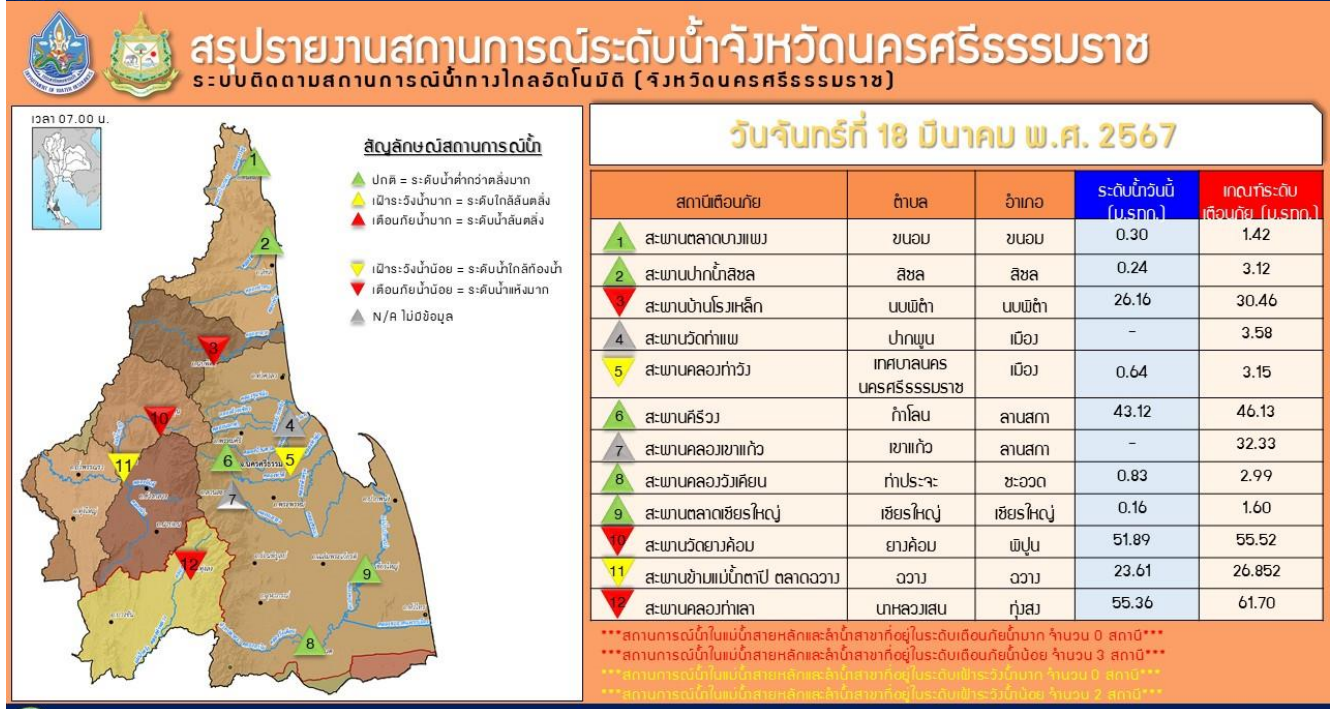 สรุปรายงานสถานการณ์ระดับน้ำจังหวัดนครศรีธรรมราช
ระบบติดตามสถานการณ์น้ำทางไกลอัตโนมัติ (จังหวัดนครศรีธรรมราช)
เวลา 07.00 น.
สัญลักษณ์สถานการณ์น้ำ
ปกติ = ระดับน้ำต่ำกว่าตลิ่งมาก
เฝ้าระวังน้ำมาก = ระดับใกล้ล้นตลิ่ง
เตือนภัยน้ำมาก = ระดับน้ำล้นตลิ่ง
เฝ้าระวังน้ำน้อย = ระดับน้ำใกล้ท้องน้ำ
เตือนภัยน้ำน้อย = ระดับน้ำแห้งมาก
N/A ไม่มีข้อมูล
1
2
3
10
4
11
6
5
7
12
9
8
วันจันทร์ที่ 18 มีนาคม พ.ศ. 2567
สถานีเตือนภัย ตำบล อำเภอ ระดับน้ำวันนี้ (ม.รทก.) เกณฑ์ระดับเตือนภัย (ม.รทก.)
1 สะพานตลาดบางแพง ขนอม ขนอม 0.30 1.42
2 สะพานปากน้ำสิชล สิชล สิชล 0.24 3.12
3 สะพานบ้านโรงเหล็ก นบพิตำ นบพิตำ 26.16 30.46
4 สะพานวัดท่าแพ ปากพูน เมือง - 3.58
5 สะพานคลองท่าวัง เทศบาลนครนครศรีธรรมราช เมือง 0.64 3.15
6 สะพานคีรีวง กำโลน ลานสกา 43.12 46.13
7 สะพานคลองเขาแก้ว เขาแก้ว ลานสกา - 32.33
8 สะพานคลองวังเคียน ท่าประจะ ชะอวด 0.83 2.99
9 สะพานตลาดเชียรใหญ่ เชียรใหญ่ เชียรใหญ่ 0.16 1.60
10 สะพานวัดยางค้อม ยางค้อม พิปูน 51.89 55.52
11 สะพานข้ามแม่น้ำตาปี ตลาดฉวาง ฉวาง ฉวาง 23.61 26.852
12 สะพานคลองท่าเลา นาหลวงเสน ทุ่งสง 55.36 61.70
***สถานการณ์น้ำในแม่น้ำสายหลักและลำน้ำสาขาที่อยู่ในระดับเตือนภัยน้ำมาก จำนวน 0 สถานี***
***สถานการณ์น้ำในแม่น้ำสายหลักและลำน้ำสาขาที่อยู่ในระดับเตือนภัยน้ำน้อย จำนวน 3 สถานี***
***สถานการณ์น้ำในแม่น้ำสายหลักและลำน้ำสาขาที่อยู่ในระดับเฝ้าระวังน้ำมาก จำนวน 0 สถานี***
***สถานการณ์น้ำในแม่น้ำสายหลักและลำน้ำสาขาที่อยู่ในระดับเฝ้าระวังน้ำน้อย จำนวน 2 สถานี***